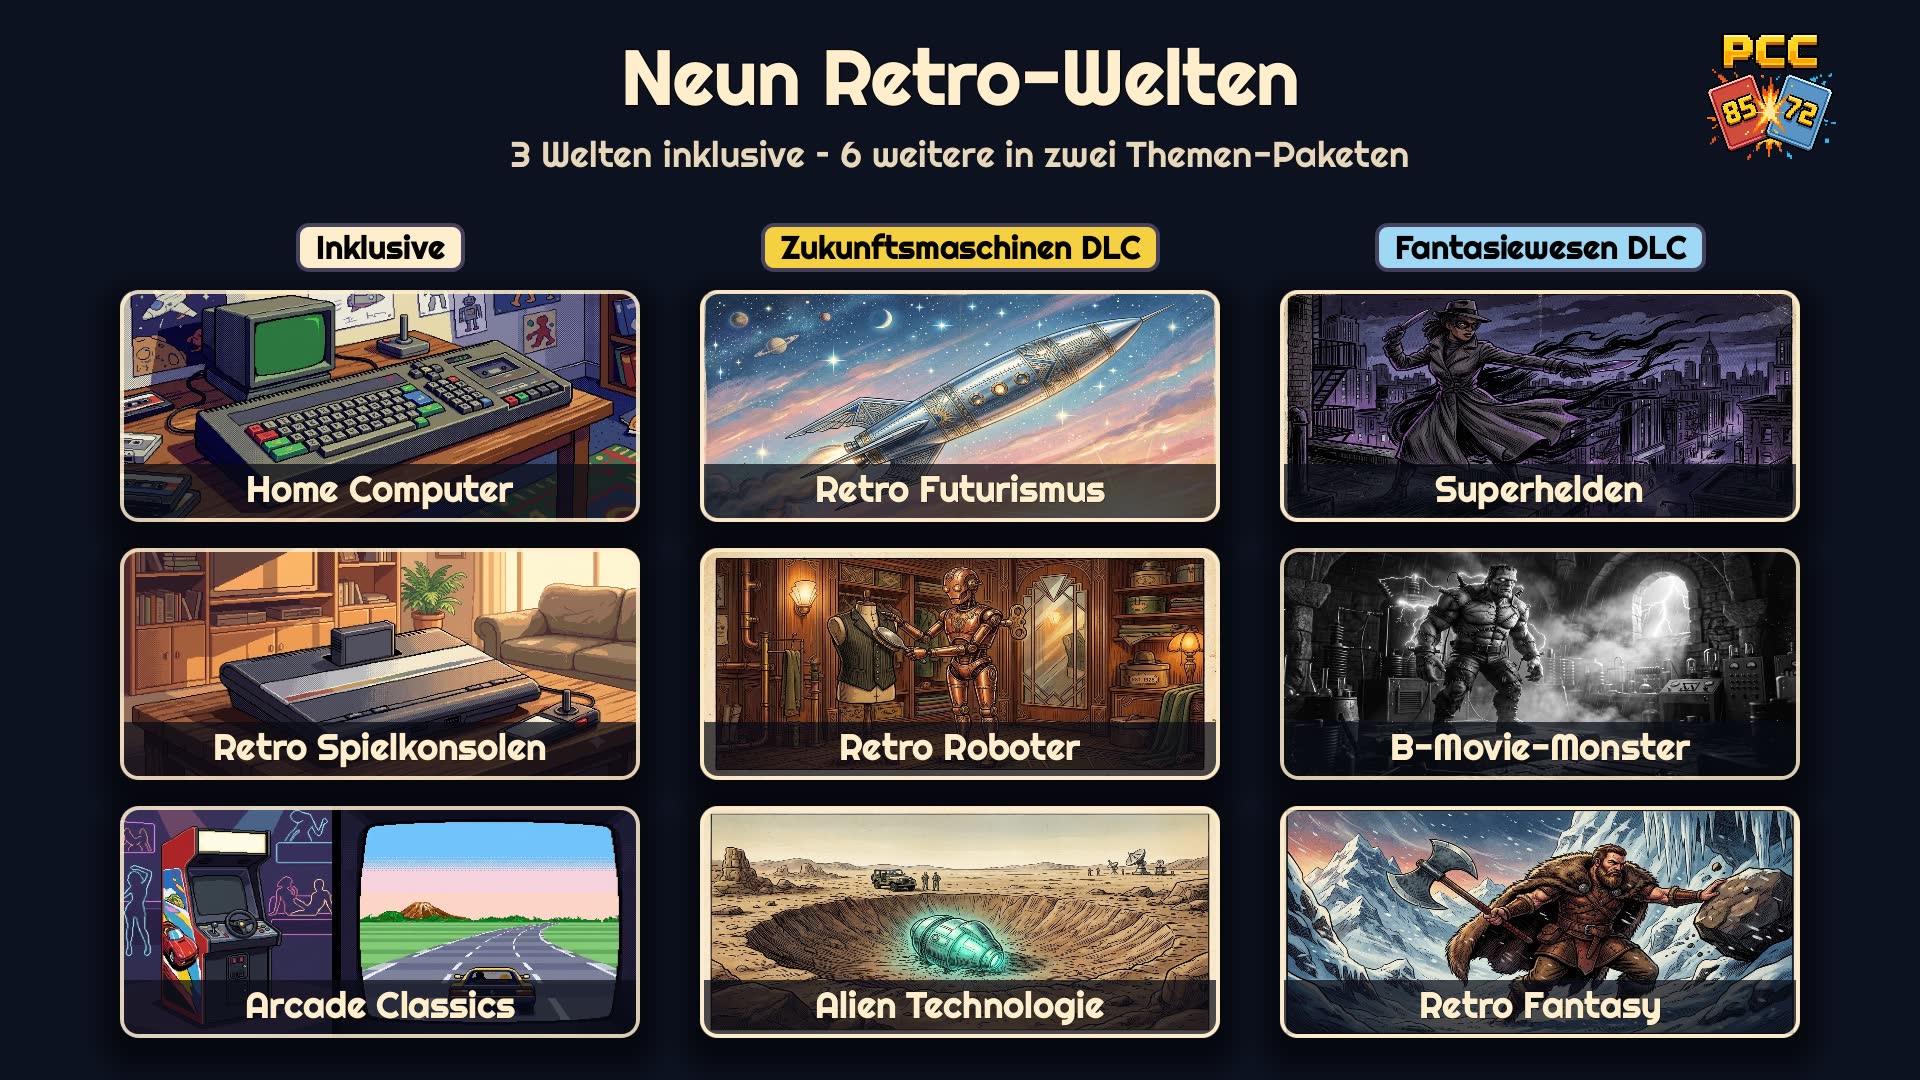 Neun Retro-Welten
3 Welten inklusive - 6 weitere in zwei Themen-Paketen
PCC
85 72
Inklusive
Zukunftsmaschinen DLC
Fantasiewesen DLC
Home Computer
Retro Futurismus
Superhelden
Retro Spielkonsolen
Retro Roboter
B-Movie-Monster
Arcade Classics
Alien Technologie
Retro Fantasy